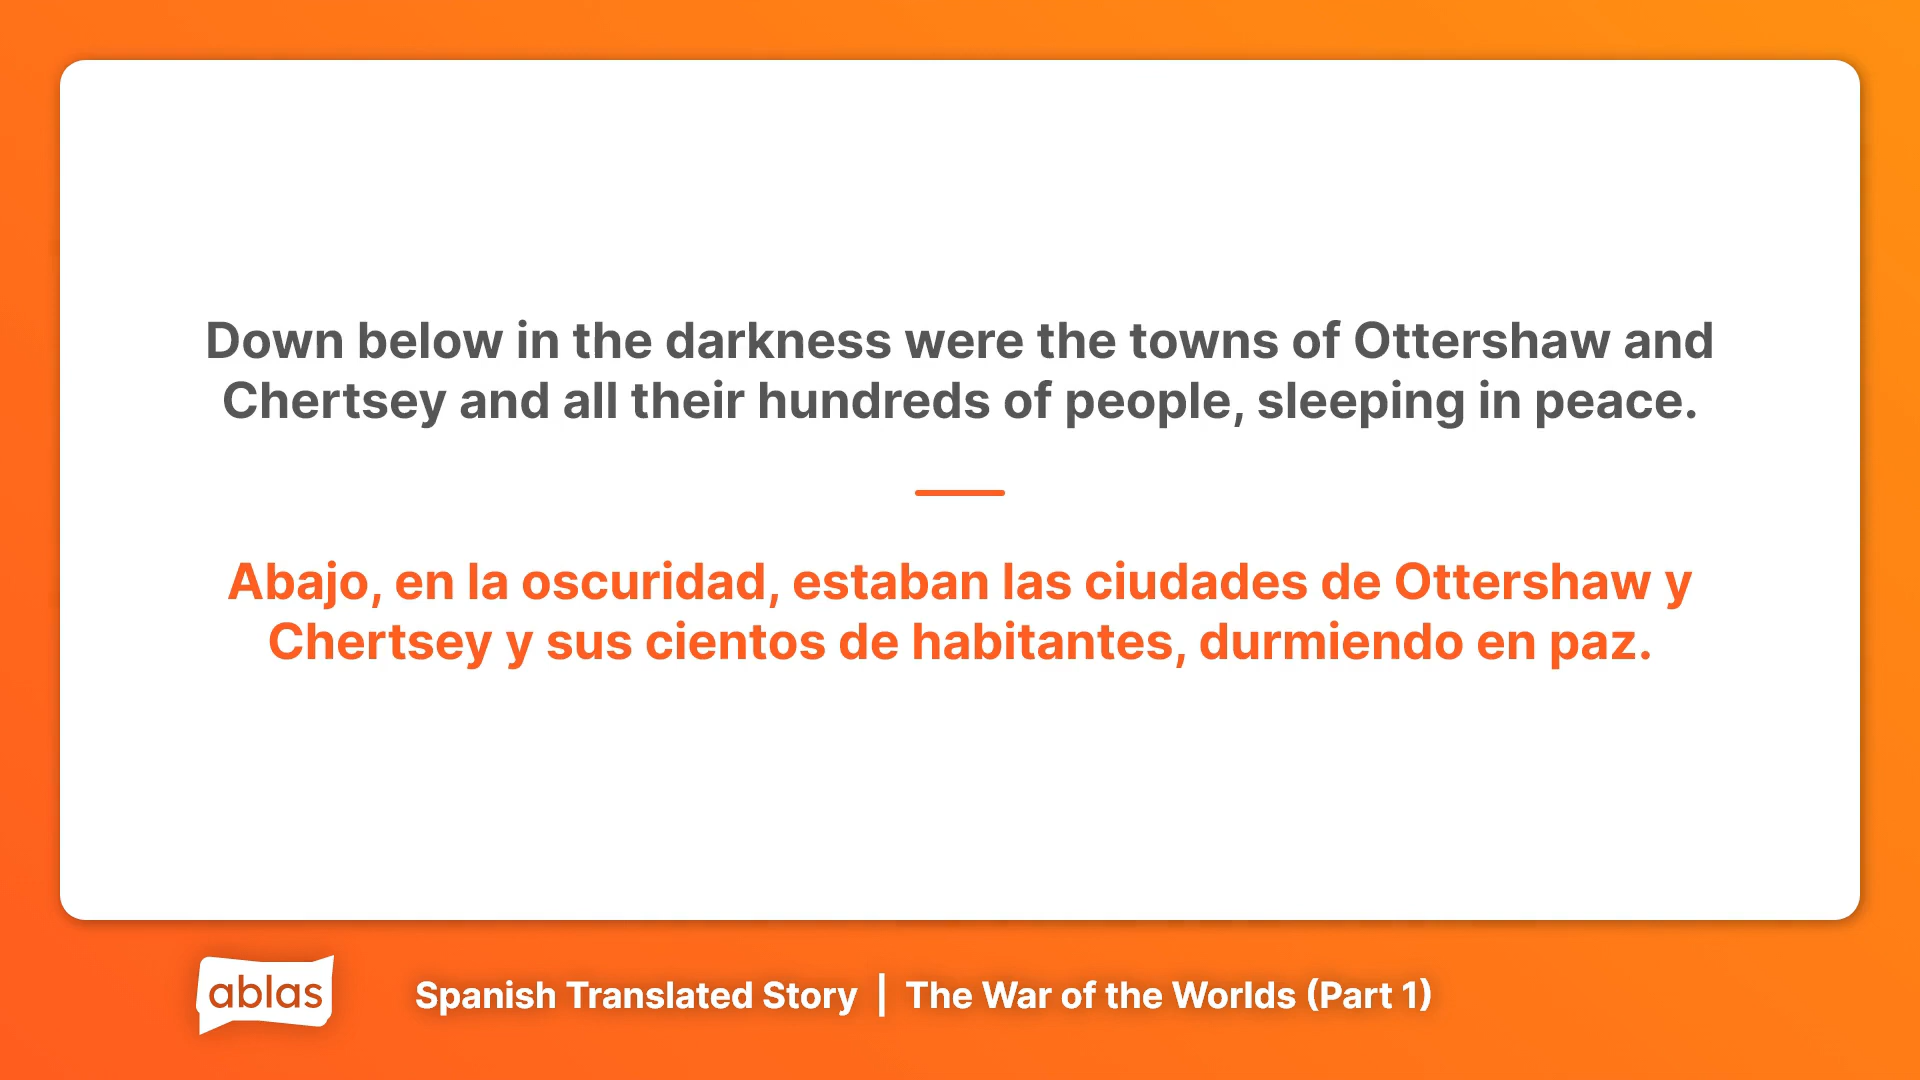 Down below in the darkness were the towns of Ottershaw and
Chertsey and all their hundreds of people, sleeping in peace.
Abajo, en la oscuridad, estaban las ciudades de Ottershaw y
Chertsey y sus cientos de habitantes, durmiendo en paz.
ablas
Spanish Translated Story | The War of the Worlds (Part 1)